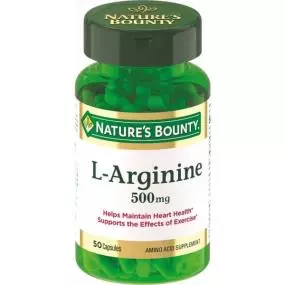 NATURE'S
BOUNTY
NATURE'S BOUNTY®
L-Arginine
500mg
Helps Maintain Heart Health*
Supports the Effects of Exercise*
50 Capsules
AMINO ACID SUPPLEMENT